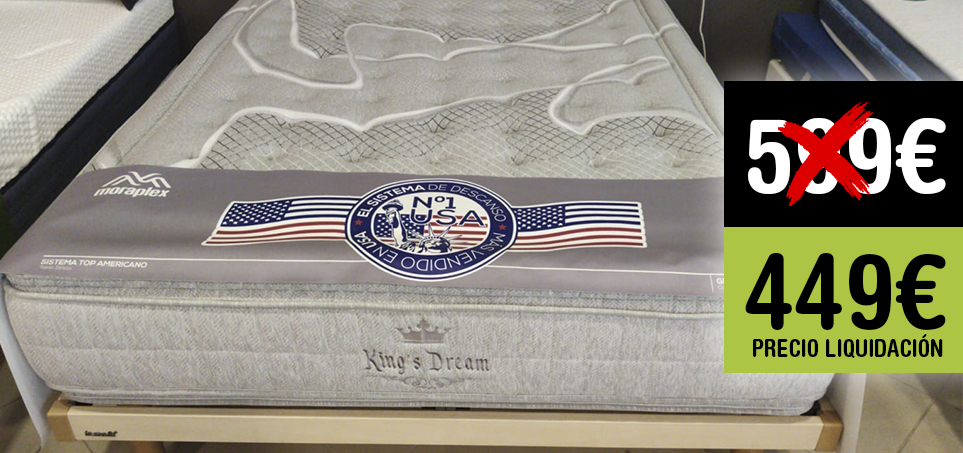 599€
449€
PRECIO LIQUIDACIÓN
moraplex
EL SISTEMA DE DESCANSO
Nº1
USA
MAS VENDIDO EN USA
SISTEMA TOP AMERICANO
King's Dream